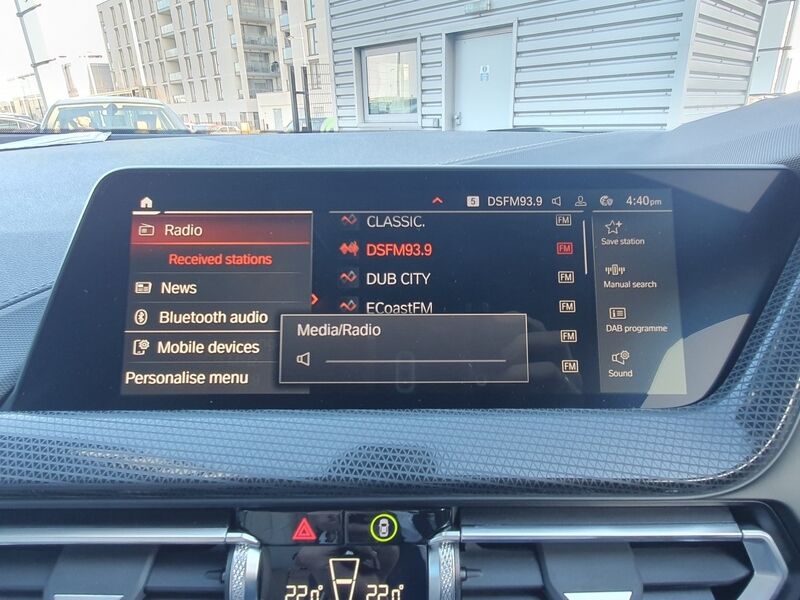 5 DSFM93.9 4:40pm
Radio
Received stations
News
Bluetooth audio
Mobile devices
Personalise menu
CLASSIC. FM
DSFM93.9 FM
DUB CITY FM
ECoastFM FM
FM
FM
Media/Radio
Save station
Manual search
DAB programme
Sound
22.0° 22.0°